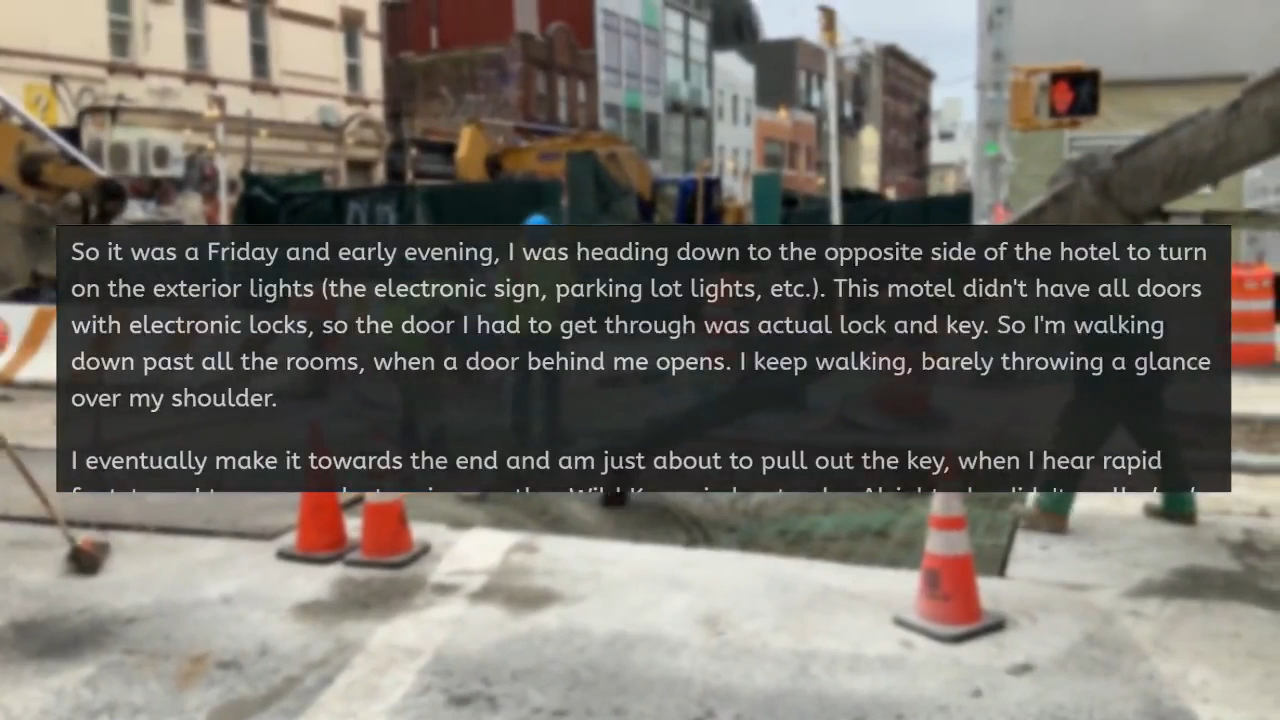 So it was a Friday and early evening, I was heading down to the opposite side of the hotel to turn
on the exterior lights (the electronic sign, parking lot lights, etc.). This motel didn't have all doors
with electronic locks, so the door I had to get through was actual lock and key. So I'm walking
down past all the rooms, when a door behind me opens. I keep walking, barely throwing a glance
over my shoulder.
I eventually make it towards the end and am just about to pull out the key, when I hear rapid